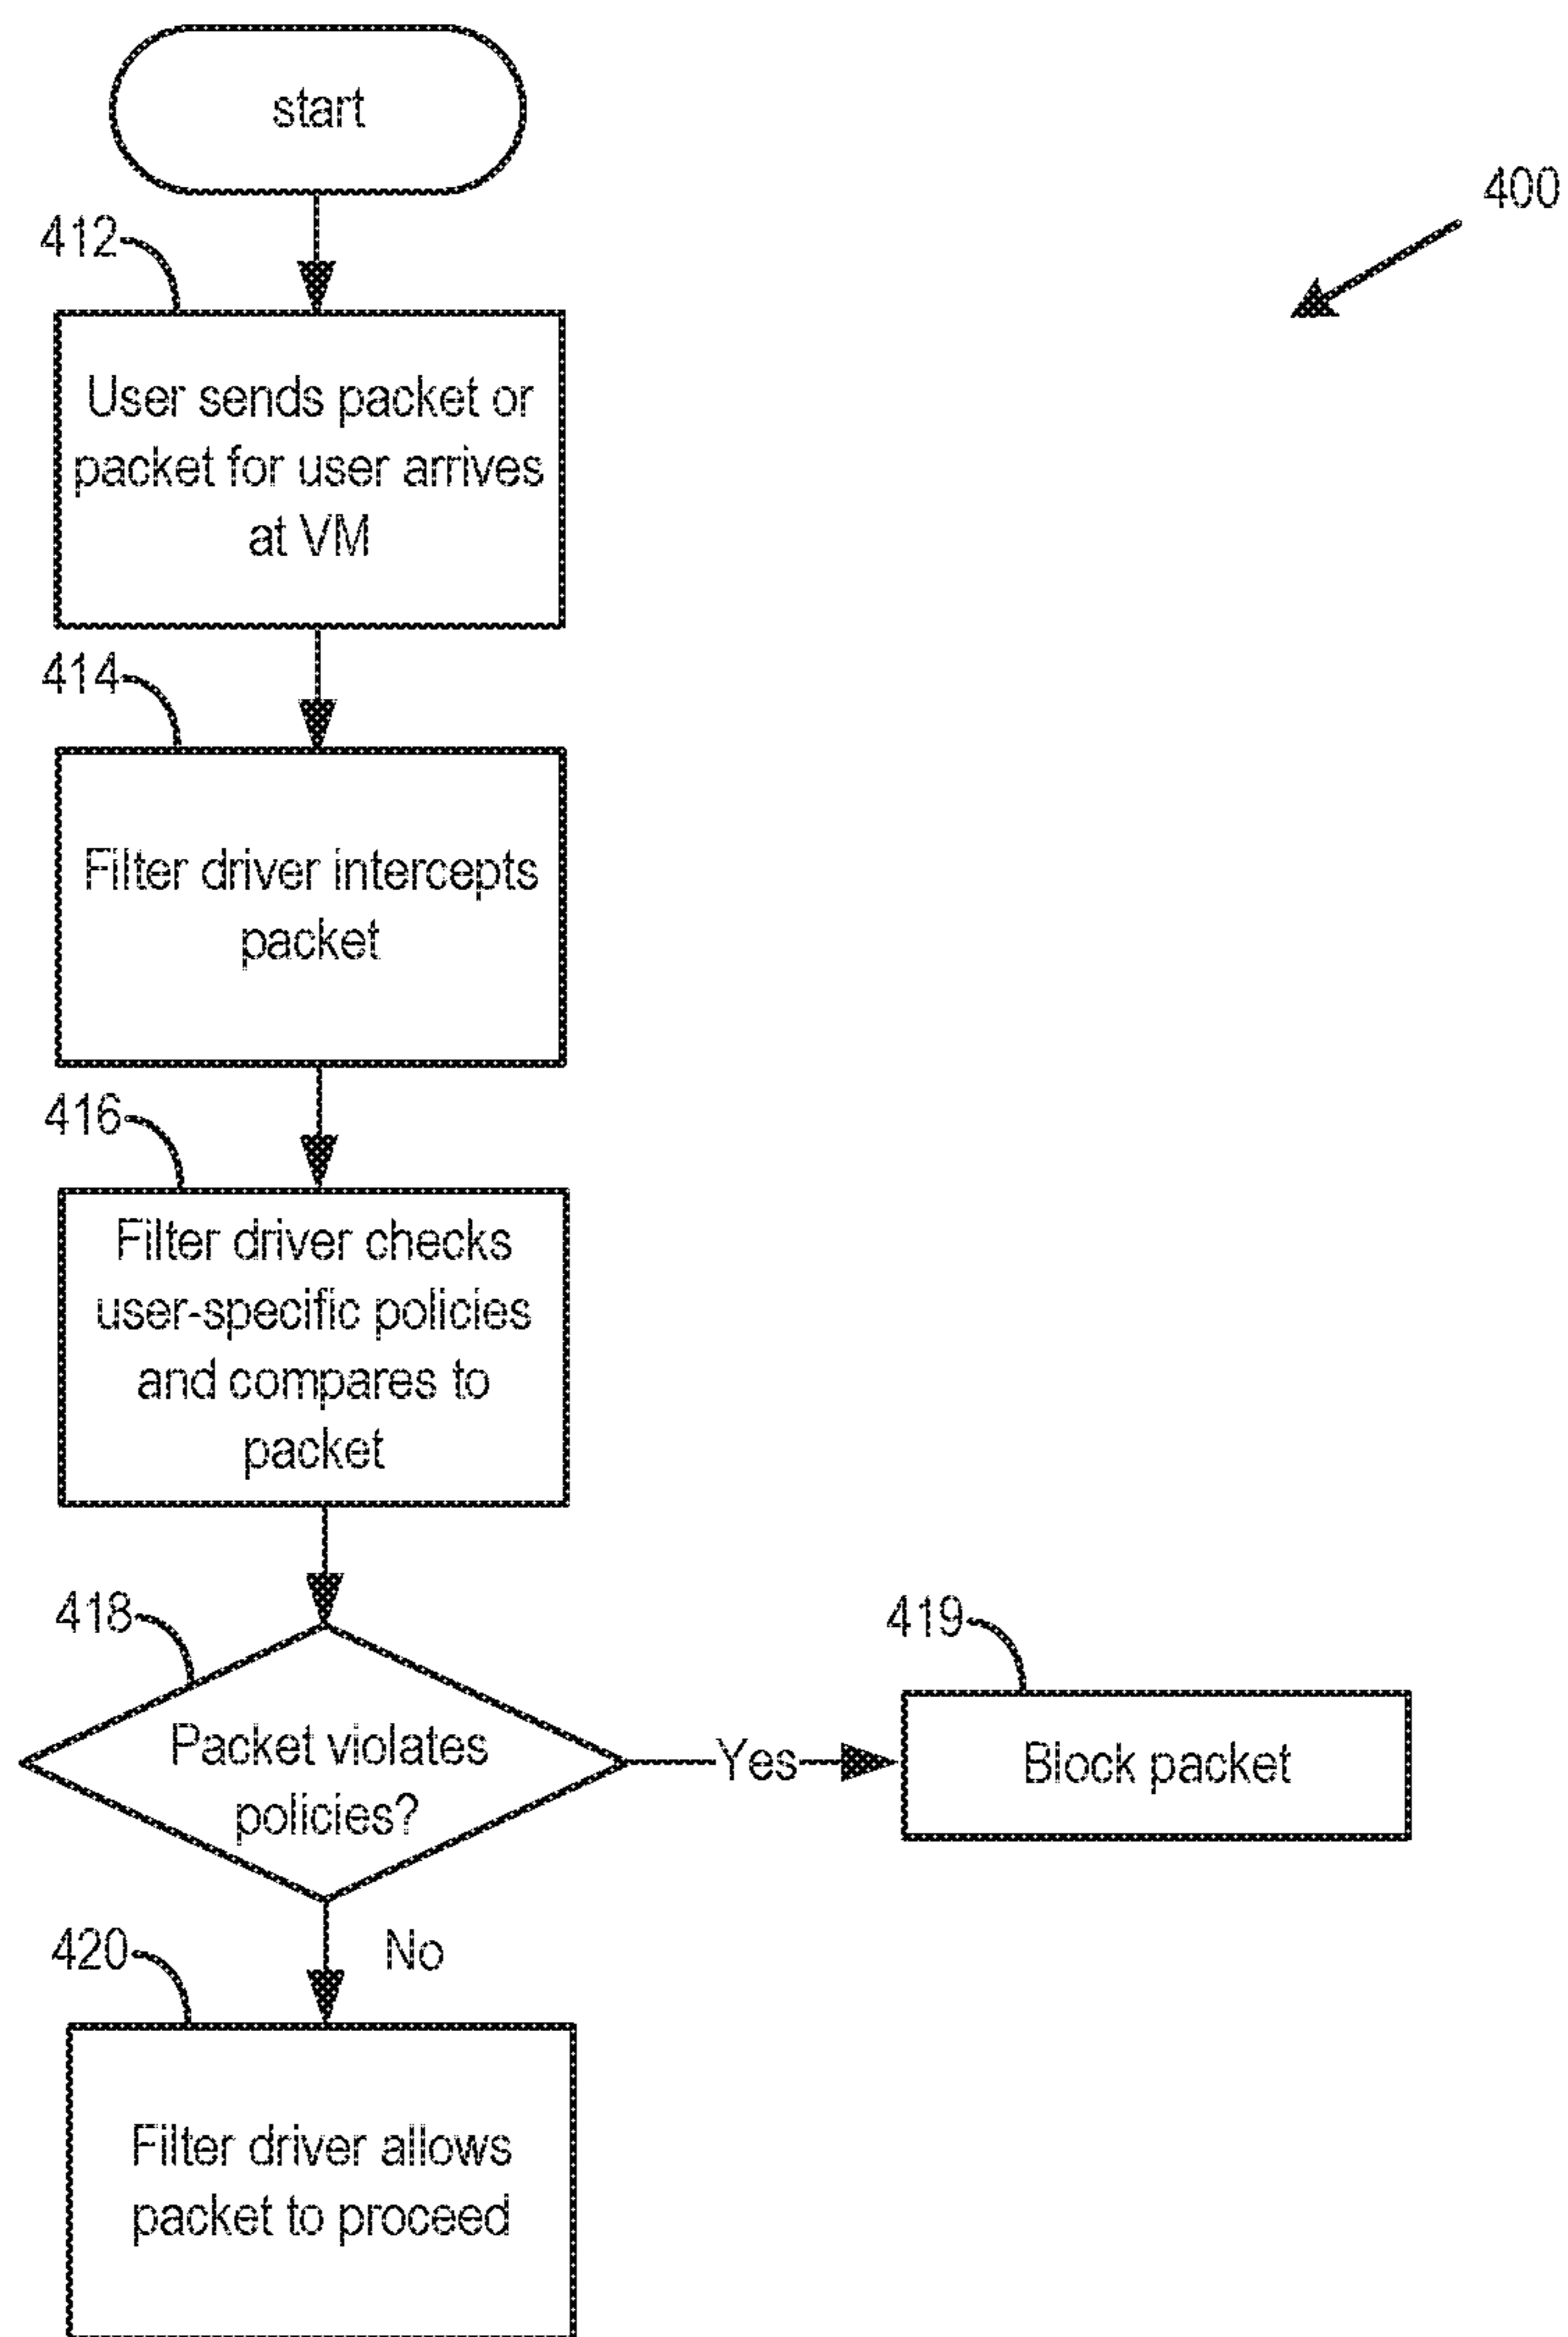 start
400
412
User sends packet or
packet for user arrives
at VM
414
Filter driver intercepts
packet
416
Filter driver checks
user-specific policies
and compares to
packet
418
Packet violates
policies?
Yes
419
Block packet
No
420
Filter driver allows
packet to proceed